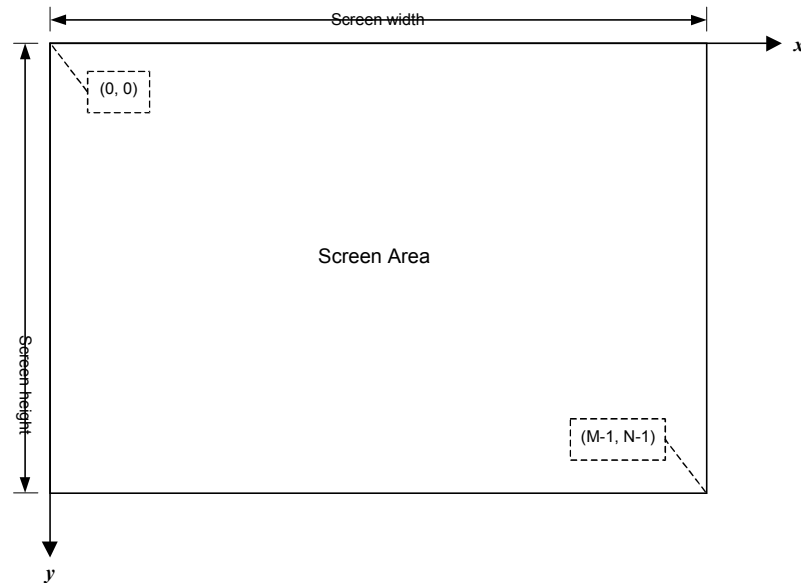 Screen width
x
(0, 0)
Screen Area
Screen height
(M-1, N-1)
y